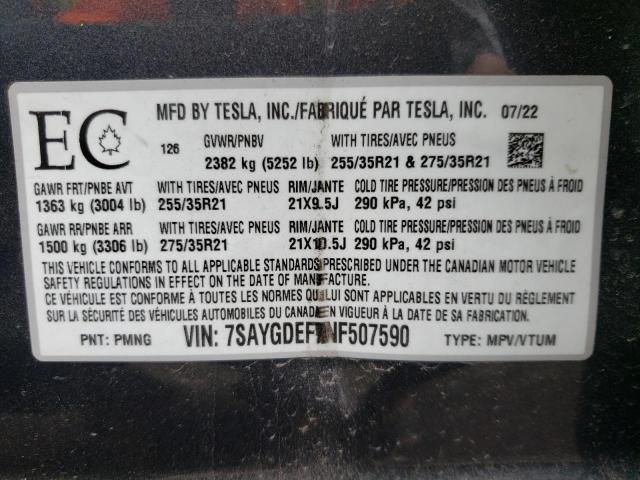 EC MFD BY TESLA, INC./FABRIQUÉ PAR TESLA, INC. 07/22
126 GVWR/PNBV WITH TIRES/AVEC PNEUS
2382 kg (5252 lb) 255/35R21 & 275/35R21
GAWR FRT/PNBE AVT WITH TIRES/AVEC PNEUS RIM/JANTE COLD TIRE PRESSURE/PRESSION DES PNEUS À FROID
1363 kg (3004 lb) 255/35R21 21X9.5J 290 kPa, 42 psi
GAWR RR/PNBE ARR WITH TIRES/AVEC PNEUS RIM/JANTE COLD TIRE PRESSURE/PRESSION DES PNEUS À FROID
1500 kg (3306 lb) 275/35R21 21X10.5J 290 kPa, 42 psi
THIS VEHICLE CONFORMS TO ALL APPLICABLE STANDARDS PRESCRIBED UNDER THE CANADIAN MOTOR VEHICLE
SAFETY REGULATIONS IN EFFECT ON THE DATE OF MANUFACTURE.
CE VÉHICULE EST CONFORME À TOUTES LES NORMES QUI LUI SONT APPLICABLES EN VERTU DU RÈGLEMENT
SUR LA SÉCURITÉ DES VÉHICULES AUTOMOBILES DU CANADA EN VIGUEUR À LA DATE DE SA FABRICATION.
PNT: PMNG VIN: TYPE: MPV/VTUM